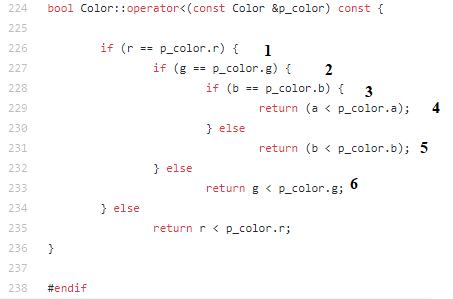 224 bool Color::operator<(const Color &p_color) const {
225
226 if (r == p_color.r) { 1
227 if (g == p_color.g) { 2
228 if (b == p_color.b) { 3
229 return (a < p_color.a); 4
230 } else
231 return (b < p_color.b); 5
232 } else
233 return g < p_color.g; 6
234 } else
235 return r < p_color.r;
236 }
237
238 #endif